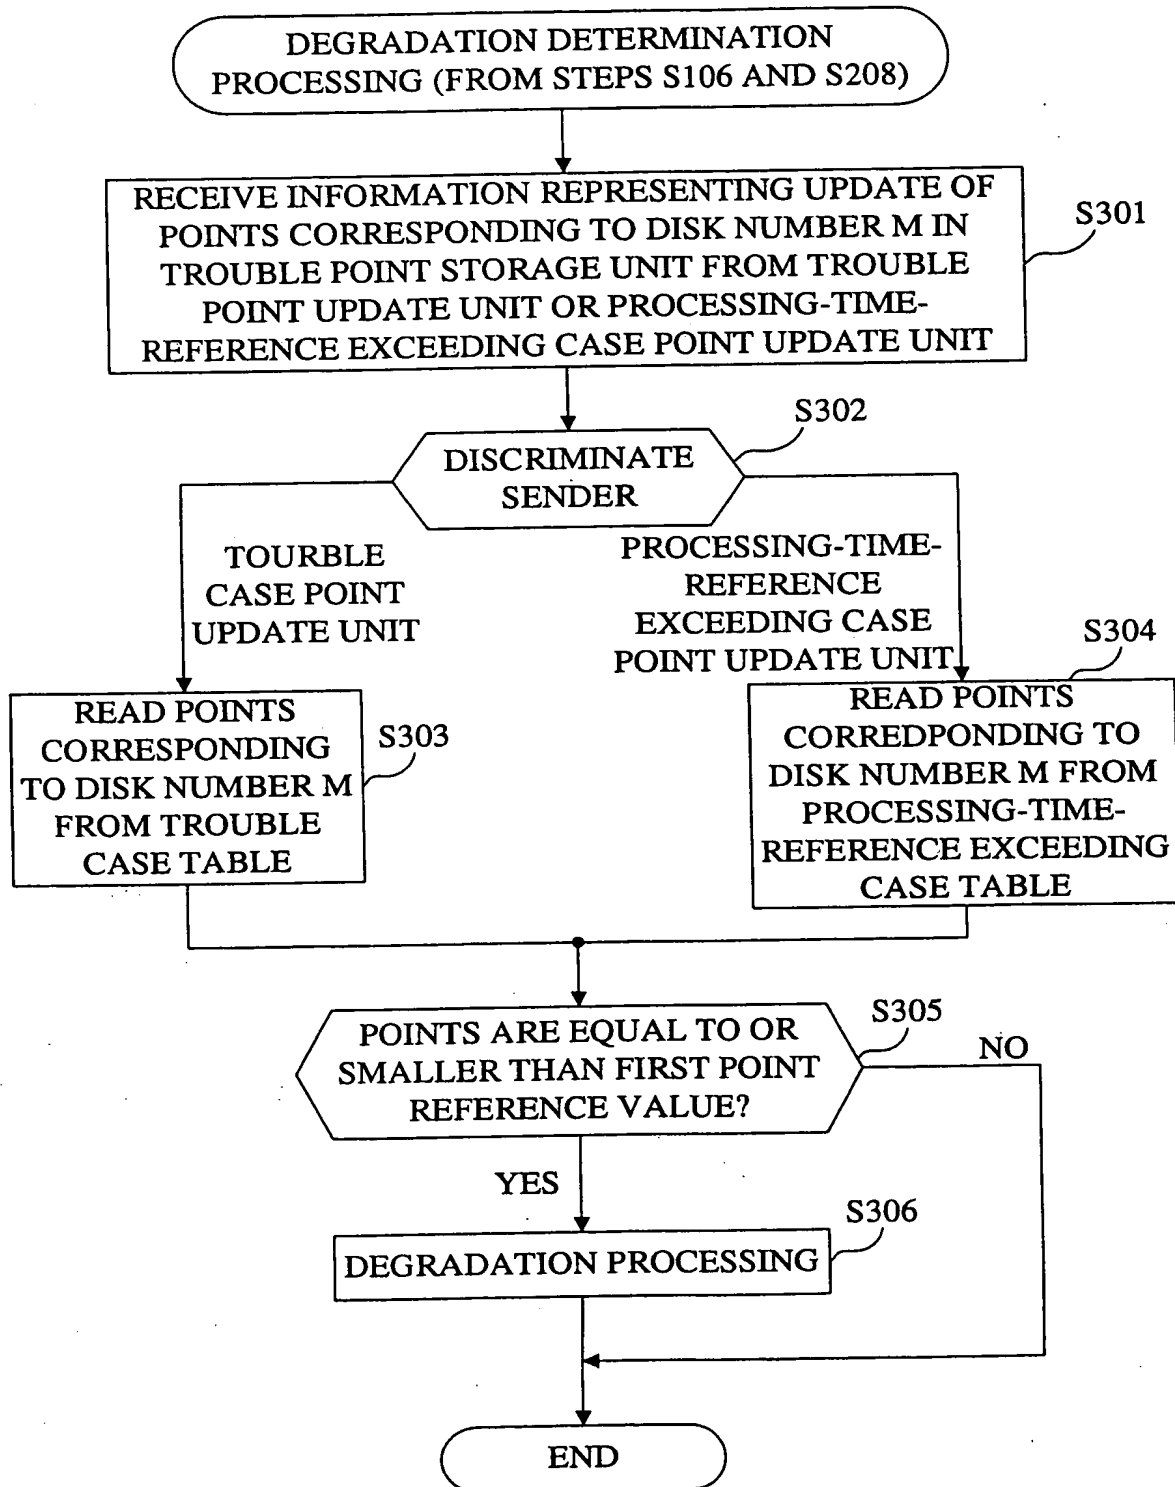 DEGRADATION DETERMINATION
PROCESSING (FROM STEPS S106 AND S208)
RECEIVE INFORMATION REPRESENTING UPDATE OF
POINTS CORRESPONDING TO DISK NUMBER M IN
TROUBLE POINT STORAGE UNIT FROM TROUBLE
POINT UPDATE UNIT OR PROCESSING-TIME-
REFERENCE EXCEEDING CASE POINT UPDATE UNIT
S301
S302
DISCRIMINATE
SENDER
TOURBLE
CASE POINT
UPDATE UNIT
PROCESSING-TIME-
REFERENCE
EXCEEDING CASE
POINT UPDATE UNIT
READ POINTS
CORRESPONDING
TO DISK NUMBER M
FROM TROUBLE
CASE TABLE
S303
S304
READ POINTS
CORREDPONDING TO
DISK NUMBER M FROM
PROCESSING-TIME-
REFERENCE EXCEEDING
CASE TABLE
POINTS ARE EQUAL TO OR
SMALLER THAN FIRST POINT
REFERENCE VALUE?
S305
NO
YES
S306
DEGRADATION PROCESSING
END